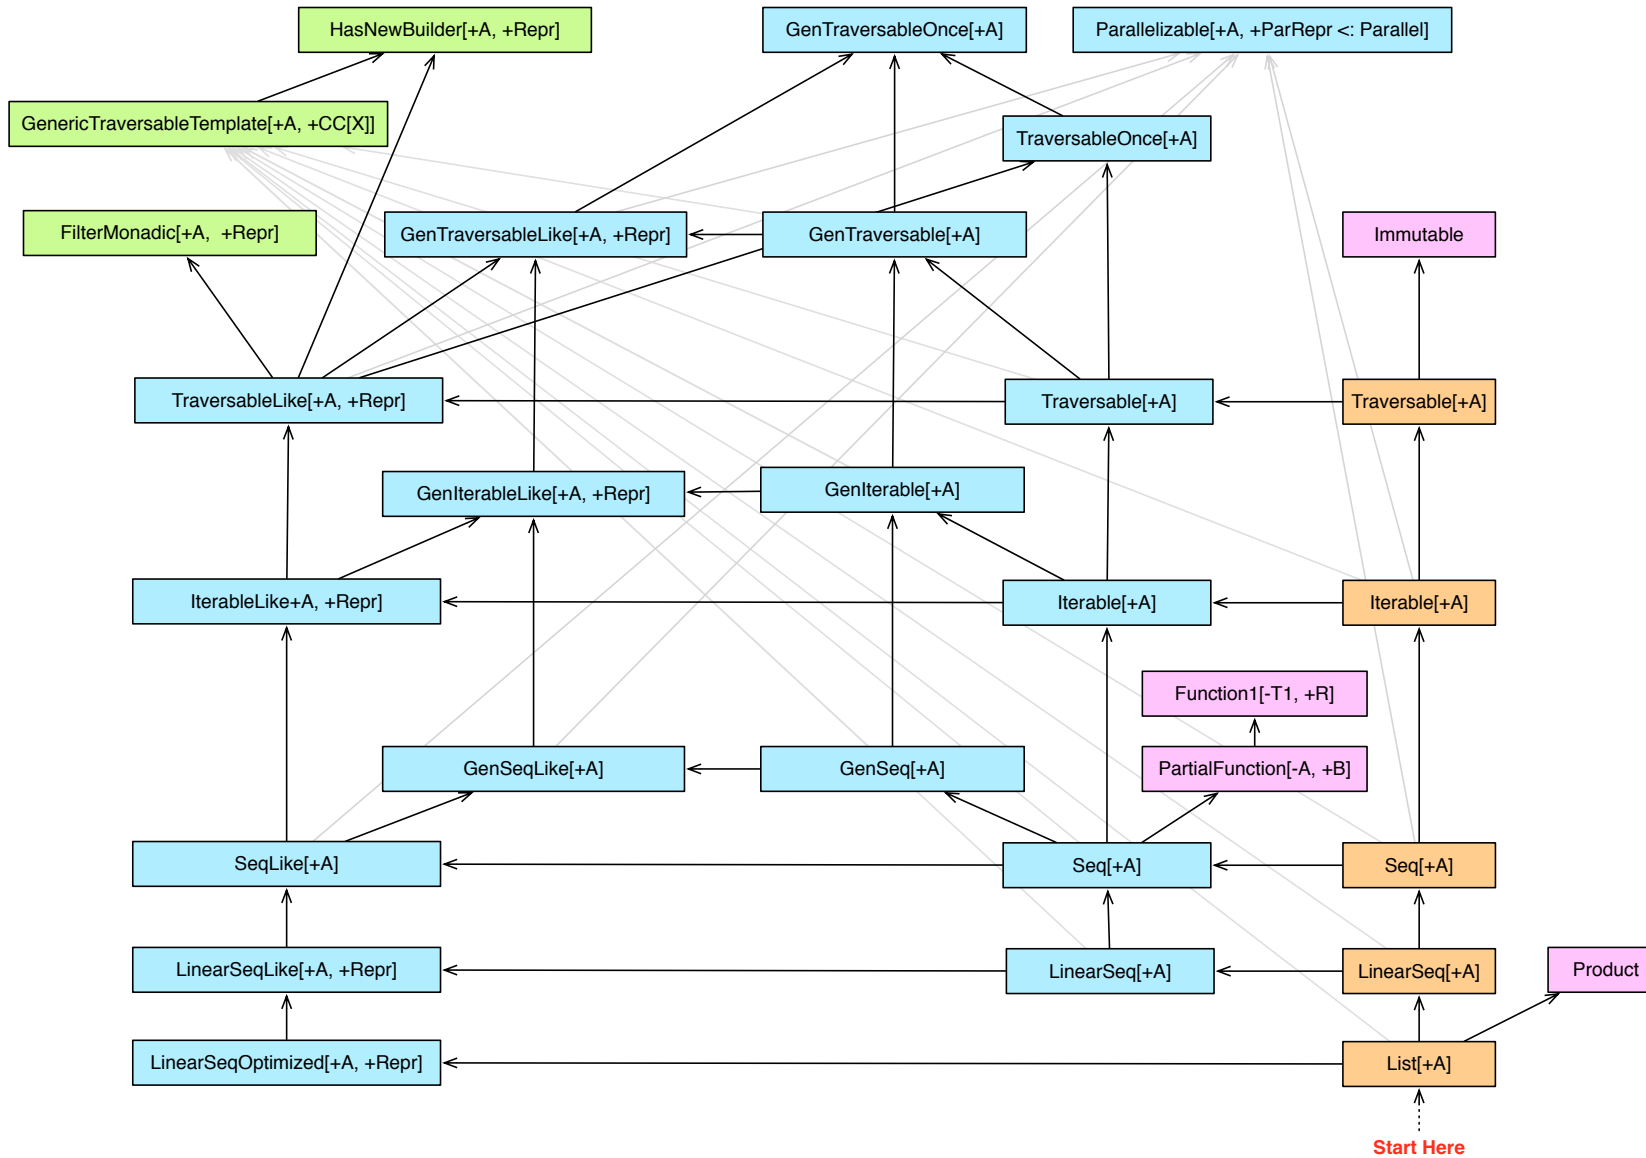 HasNewBuilder[+A, +Repr]
GenTraversableOnce[+A]
Parallelizable[+A, +ParRepr <: Parallel]
GenericTraversableTemplate[+A, +CC[X]]
TraversableOnce[+A]
FilterMonadic[+A, +Repr]
GenTraversableLike[+A, +Repr]
GenTraversable[+A]
Immutable
TraversableLike[+A, +Repr]
Traversable[+A]
Traversable[+A]
GenIterableLike[+A, +Repr]
GenIterable[+A]
IterableLike+A, +Repr]
Iterable[+A]
Iterable[+A]
Function1[-T1, +R]
GenSeqLike[+A]
GenSeq[+A]
PartialFunction[-A, +B]
SeqLike[+A]
Seq[+A]
Seq[+A]
LinearSeqLike[+A, +Repr]
LinearSeq[+A]
LinearSeq[+A]
Product
LinearSeqOptimized[+A, +Repr]
List[+A]
Start Here